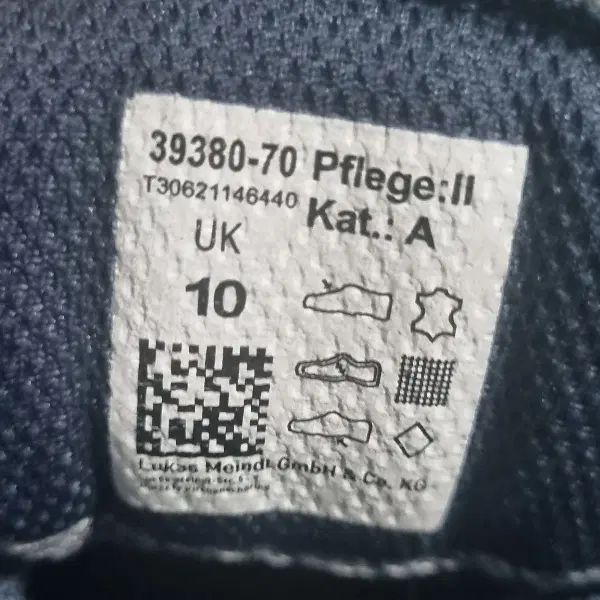 39380-70 Pflege:II
T30621146440 Kat.: A
UK
10
Lukas Meindl GmbH & Co. KG